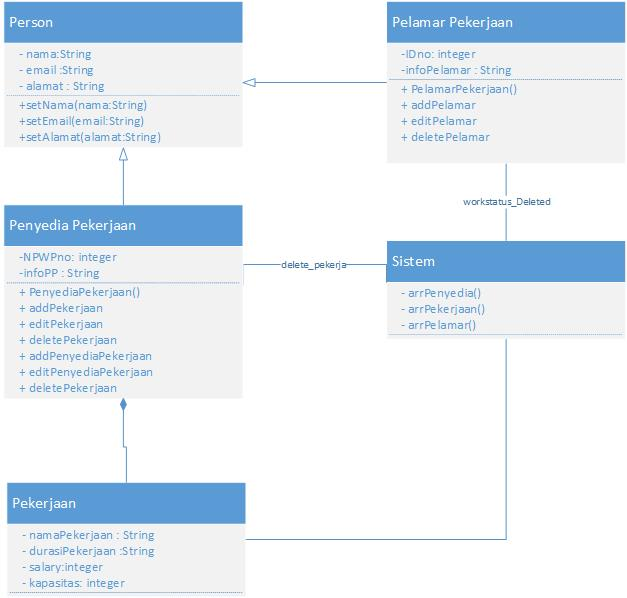 Person
- nama:String
- email :String
- alamat : String
+setNama(nama:String)
+setEmail(email:String)
+setAlamat(alamat:String)
Pelamar Pekerjaan
-IDno: integer
-infoPelamar : String
+ PelamarPekerjaan()
+ addPelamar
+ editPelamar
+ deletePelamar
workstatus_Deleted
Penyedia Pekerjaan
-NPWPno: integer
-infoPP : String
+ PenyediaPekerjaan()
+ addPekerjaan
+ editPekerjaan
+ deletePekerjaan
+ addPenyediaPekerjaan
+ editPenyediaPekerjaan
+ deletePekerjaan
delete_pekerja
Sistem
- arrPenyedia()
- arrPekerjaan()
- arrPelamar()
Pekerjaan
- namaPekerjaan : String
- durasiPekerjaan :String
- salary:integer
- kapasitas: integer